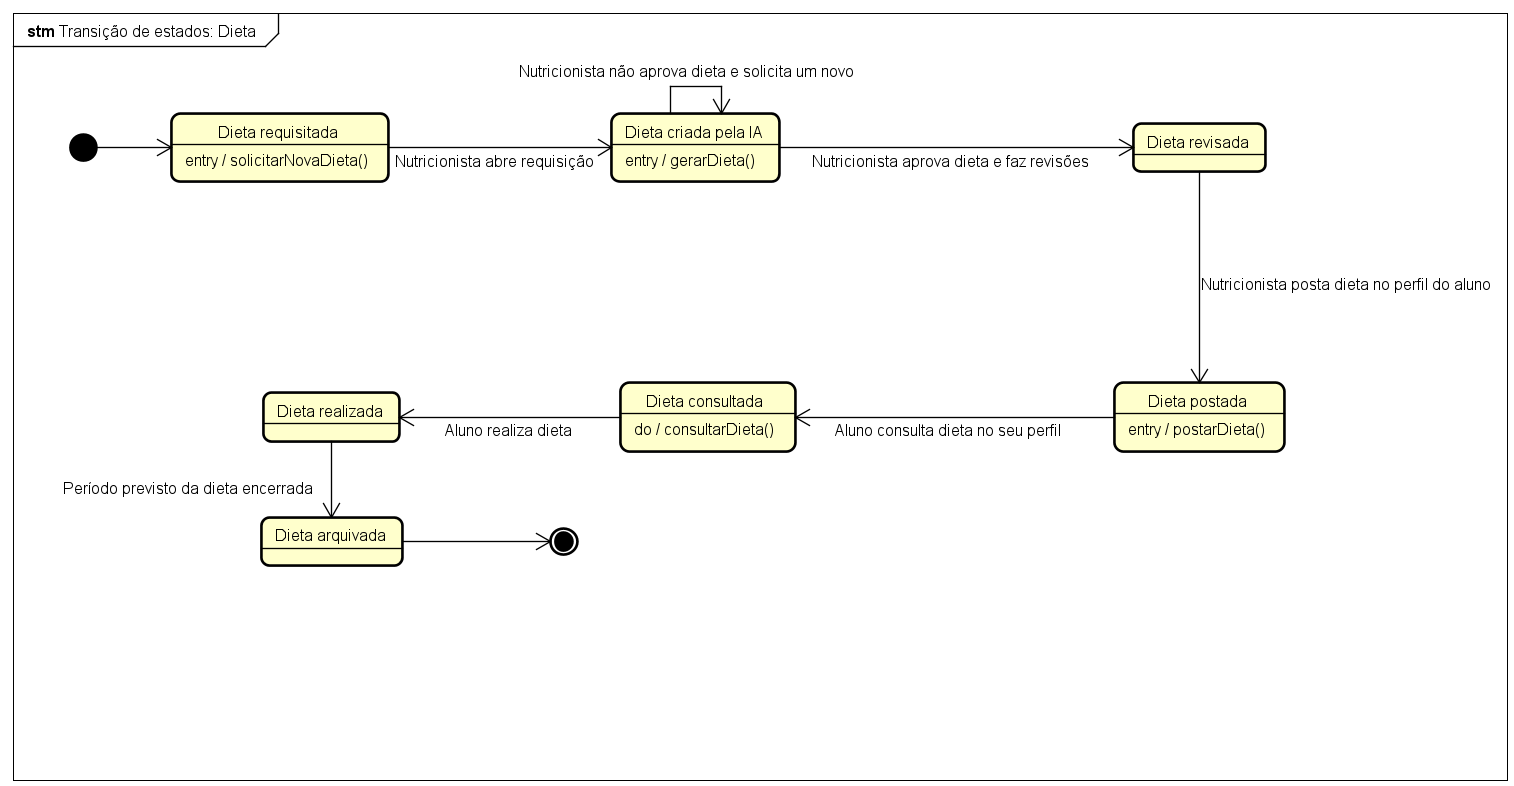 stm Transição de estados: Dieta
Nutricionista não aprova dieta e solicita um novo
Dieta requisitada
entry / solicitarNovaDieta()
Nutricionista abre requisição
Dieta criada pela IA
entry / gerarDieta()
Nutricionista aprova dieta e faz revisões
Dieta revisada
Nutricionista posta dieta no perfil do aluno
Dieta postada
entry / postarDieta()
Aluno consulta dieta no seu perfil
Dieta consultada
do / consultarDieta()
Aluno realiza dieta
Dieta realizada
Período previsto da dieta encerrada
Dieta arquivada